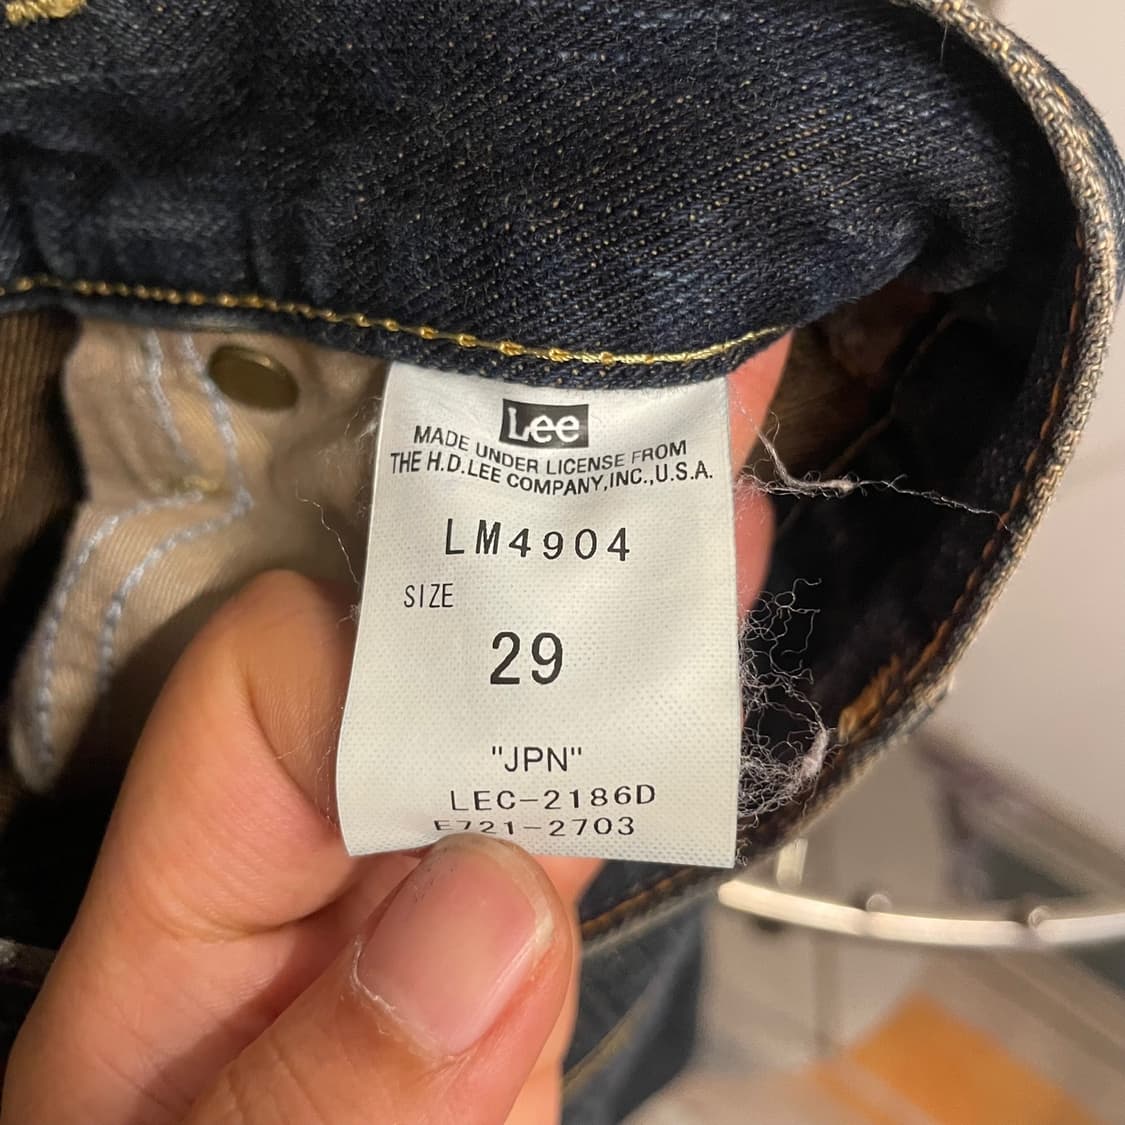 Lee
MADE UNDER LICENSE FROM
THE H.D.LEE COMPANY,INC.,U.S.A.
LM4904
SIZE
29
"JPN"
LEC-2186D
E721-2703